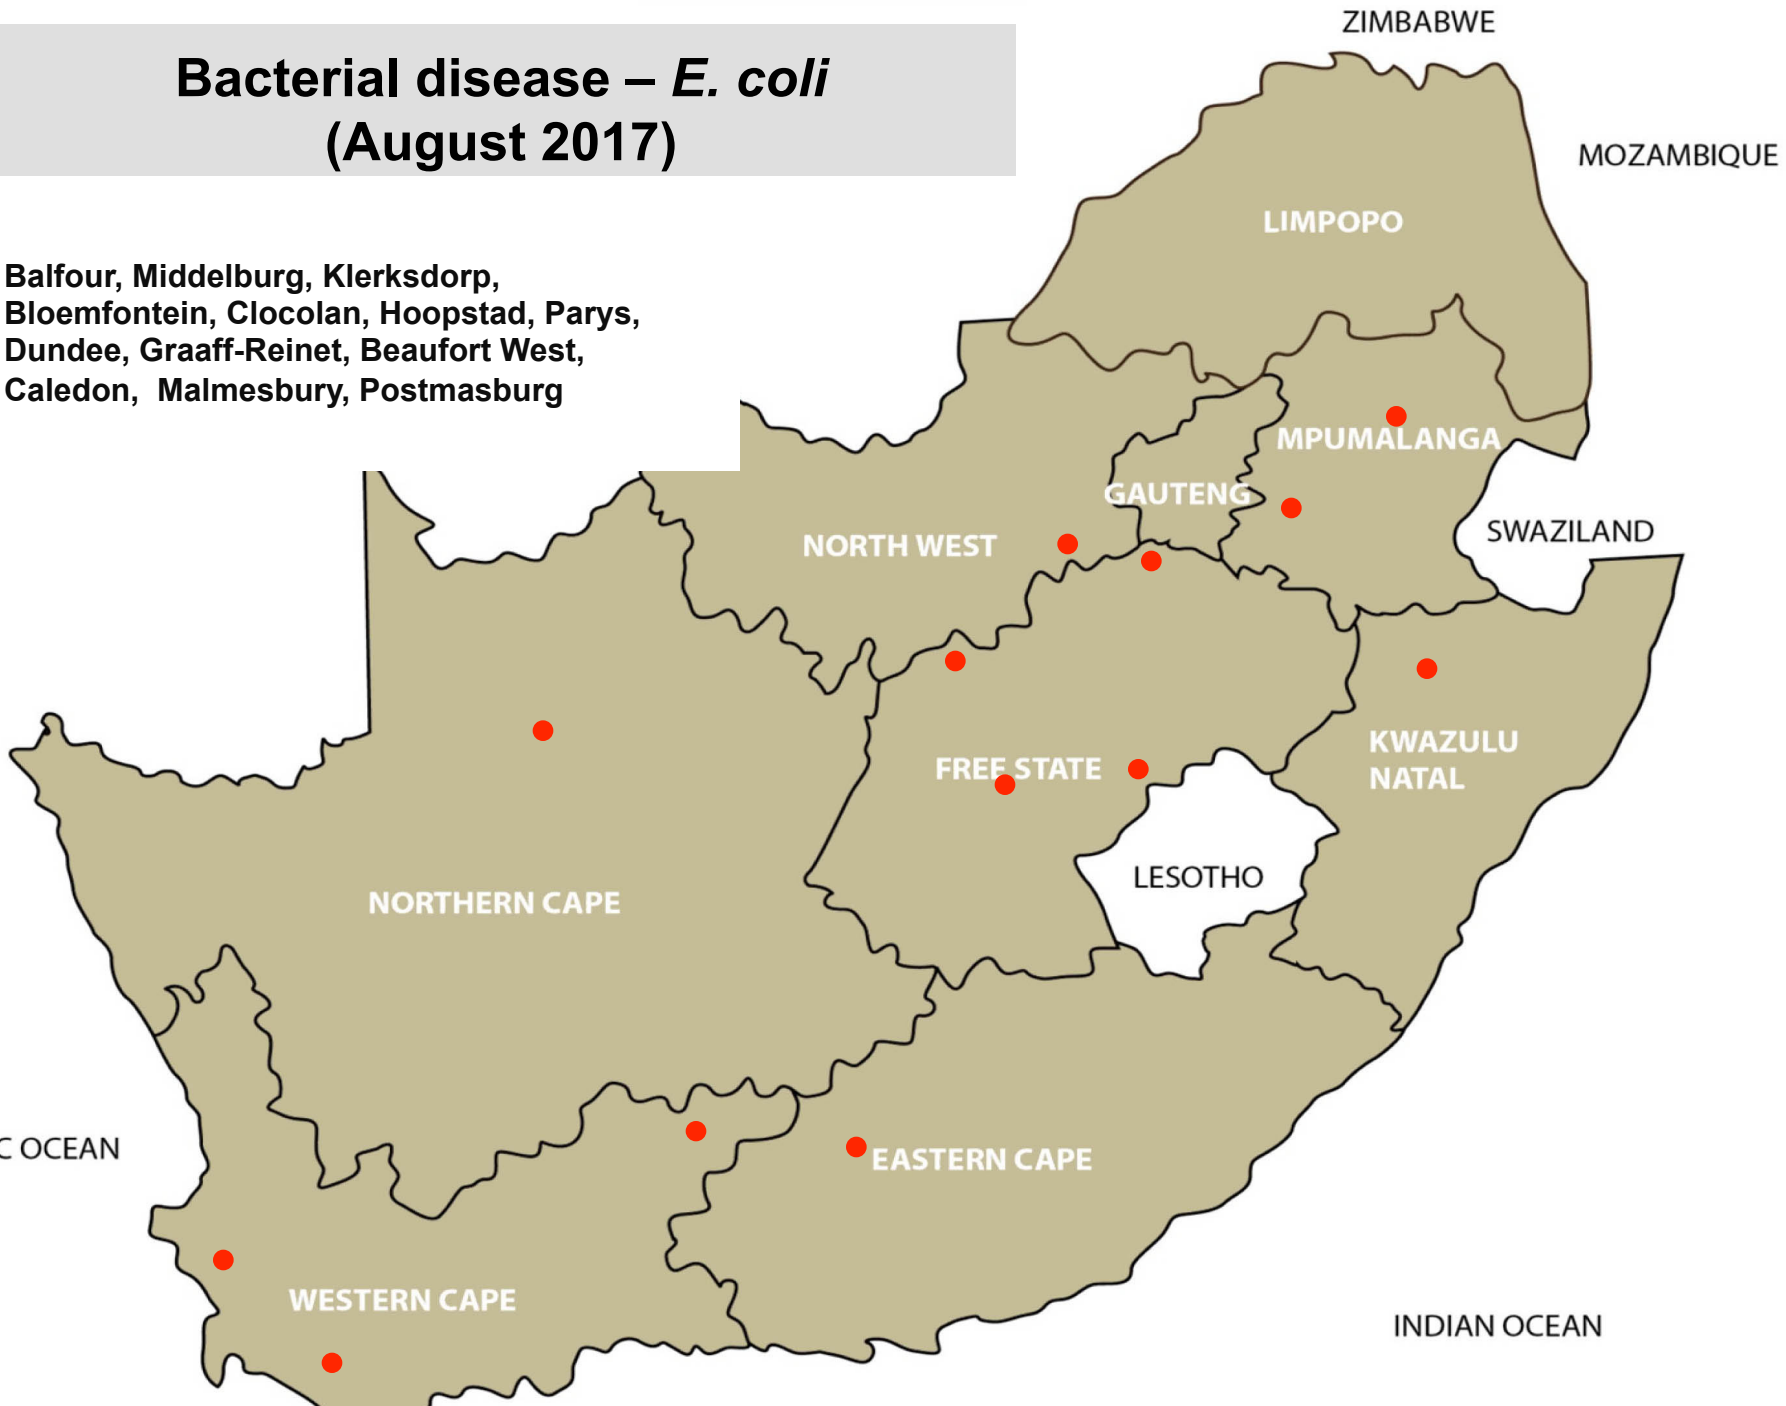 Bacterial disease – E. coli
(August 2017)
Balfour, Middelburg, Klerksdorp,
Bloemfontein, Clocolan, Hoopstad, Parys,
Dundee, Graaff-Reinet, Beaufort West,
Caledon, Malmesbury, Postmasburg
ZIMBABWE
MOZAMBIQUE
LIMPOPO
MPUMALANGA
GAUTENG
NORTH WEST
SWAZILAND
KWAZULU
NATAL
FREE STATE
LESOTHO
NORTHERN CAPE
C OCEAN
EASTERN CAPE
WESTERN CAPE
INDIAN OCEAN